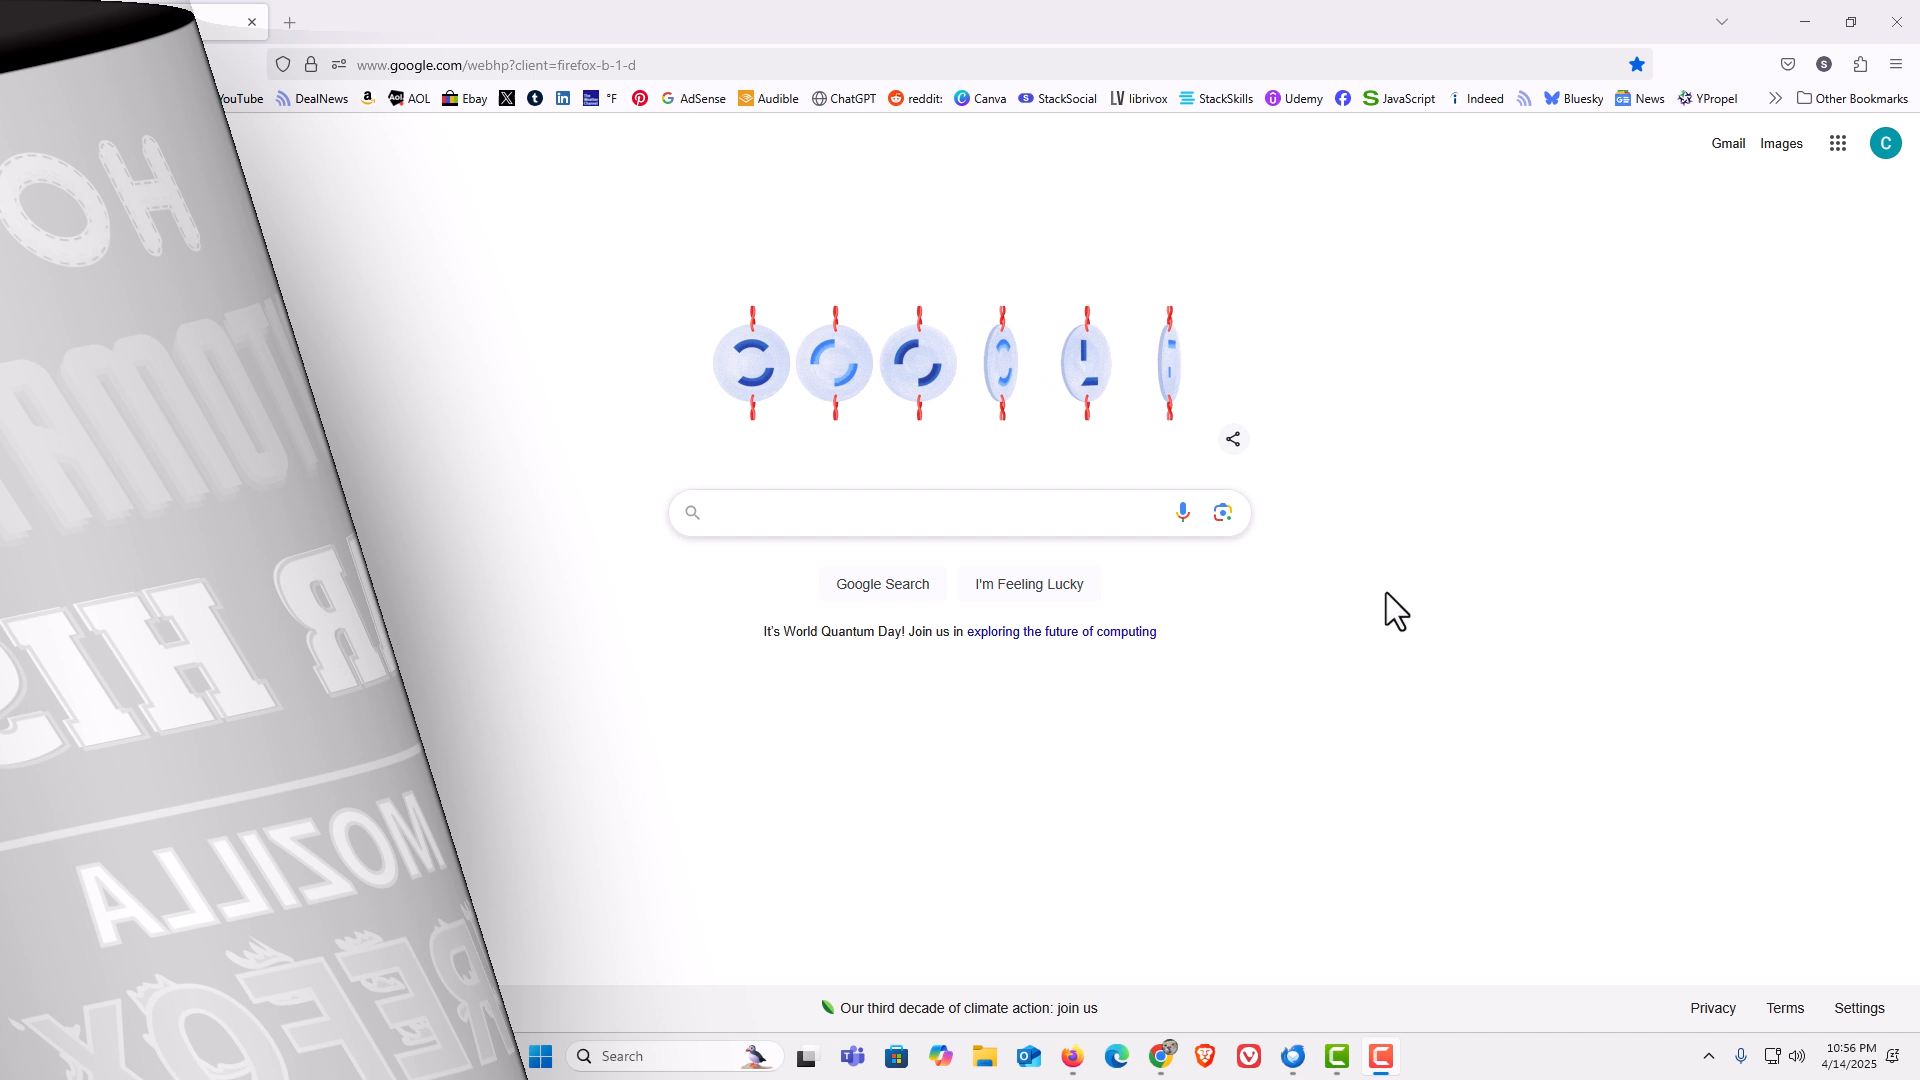 www.google.com/webhp?client=firefox-b-1-d
YouTube DealNews AOL Ebay °F AdSense Audible ChatGPT reddit: Canva StackSocial librivox StackSkills Udemy JavaScript Indeed Bluesky News YPropel Other Bookmarks
Gmail Images C
Google Search I'm Feeling Lucky
It's World Quantum Day! Join us in exploring the future of computing
MOZILLA
Our third decade of climate action: join us
Privacy Terms Settings
Search
10:56 PM
4/14/2025